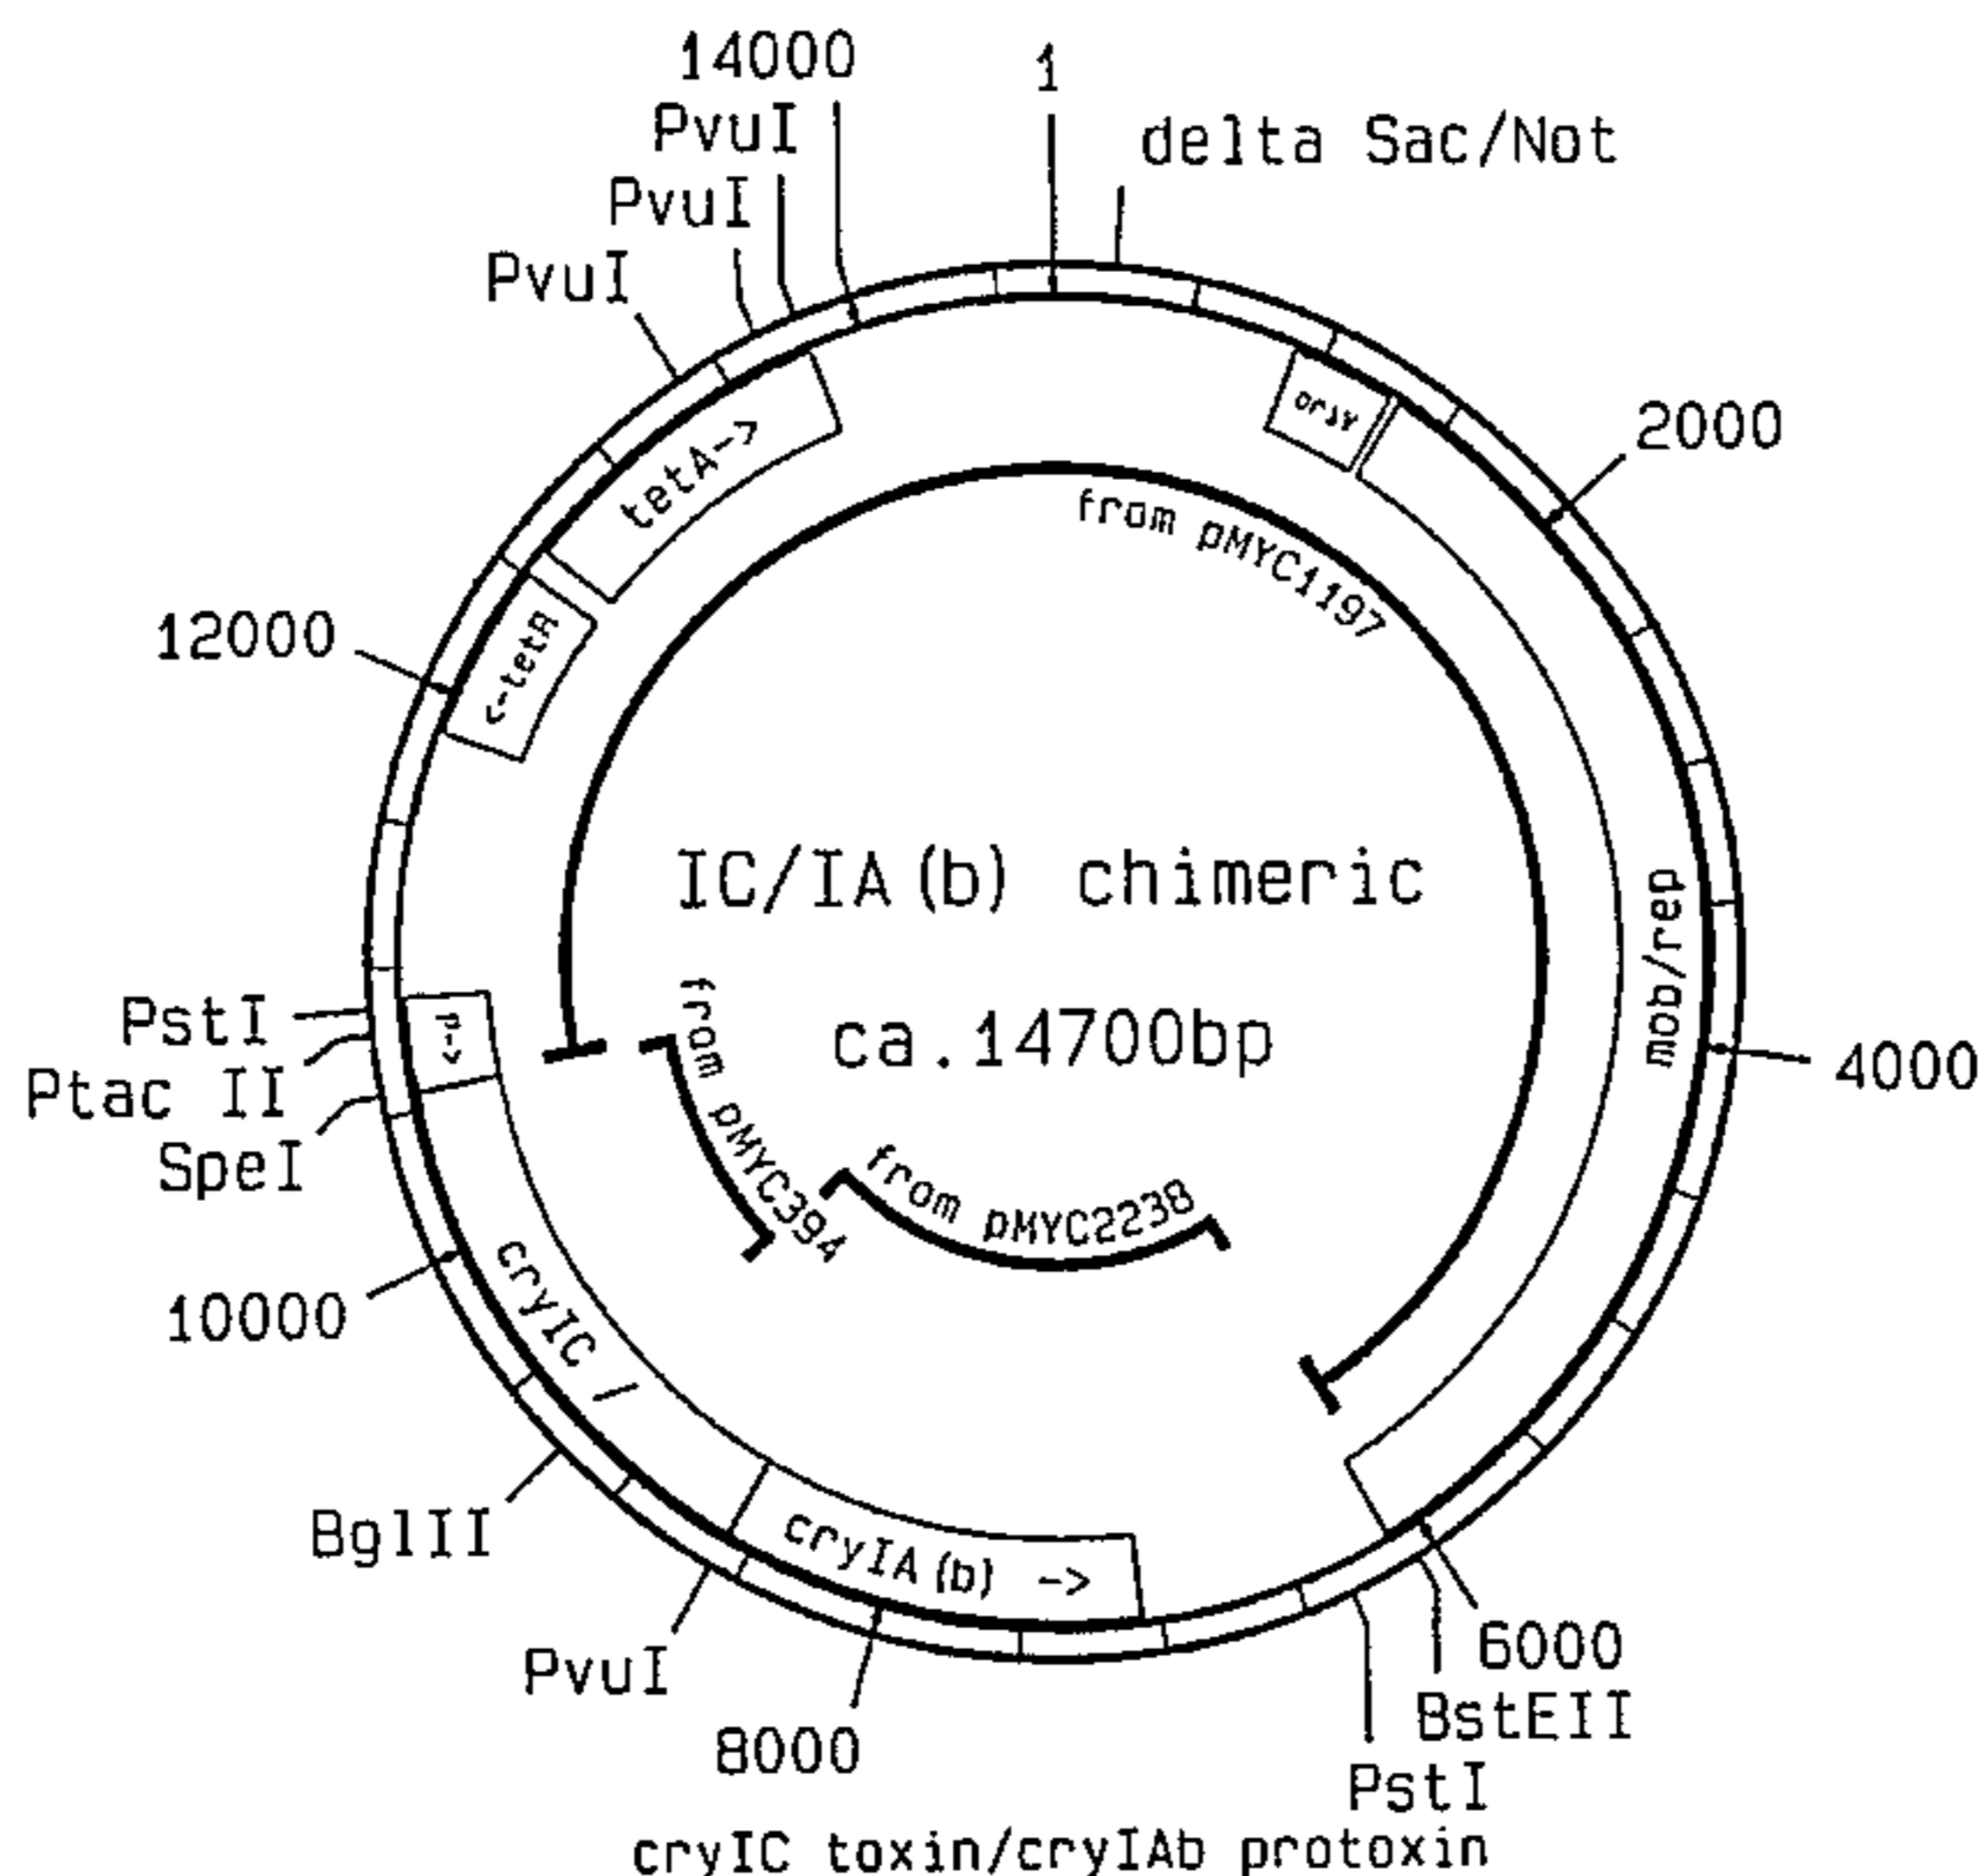 14000
1
PvuI
delta Sac/Not
PvuI
PvuI
2000
tetA->
from pMYC1197
12000
<-tetR
IC/IA(b) chimeric
mob/rep
PstI
P->
from pMYC394
ca.14700bp
4000
Ptac II
SpeI
from pMYC2238
10000
cryIC /
BglII
cryIA(b) ->
PvuI
6000
8000
BstEII
PstI
cryIC toxin/cryIAb protoxin